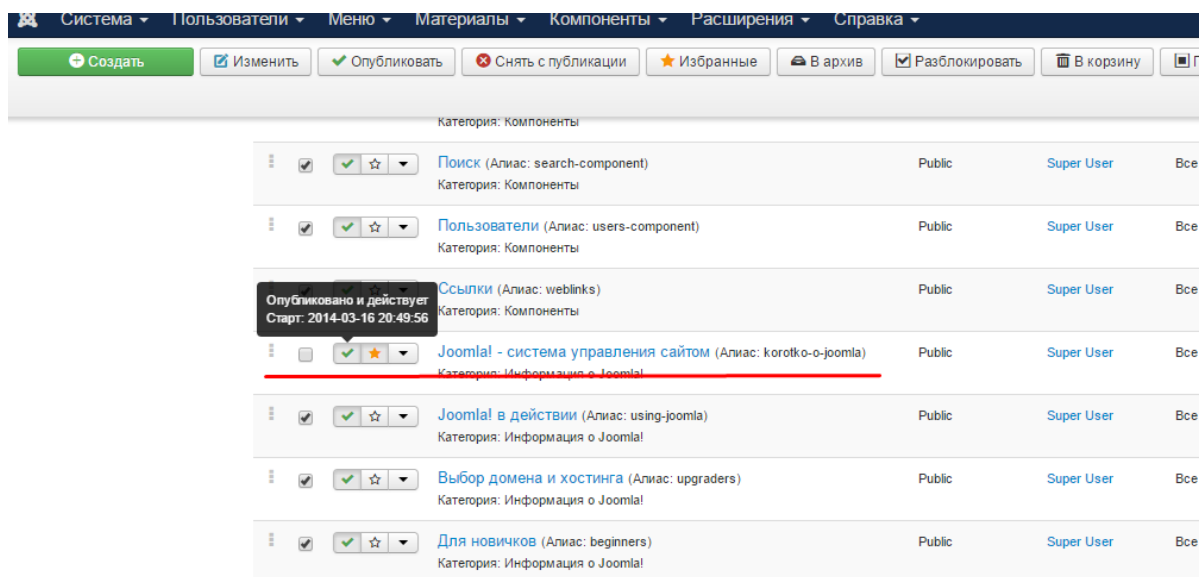 Система Пользователи Меню Материалы Компоненты Расширения Справка
Создать Изменить Опубликовать Снять с публикации Избранные В архив Разблокировать В корзину
Категория: Компоненты
Поиск (Алиас: search-component) Public Super User Все
Категория: Компоненты
Пользователи (Алиас: users-component) Public Super User Все
Категория: Компоненты
Ссылки (Алиас: weblinks) Public Super User Все
Опубликовано и действует
Категория: Компоненты
Старт: 2014-03-16 20:49:56
Joomla! - система управления сайтом (Алиас: korotko-o-joomla) Public Super User Все
Категория: Информация о Joomla!
Joomla! в действии (Алиас: using-joomla) Public Super User Все
Категория: Информация о Joomla!
Выбор домена и хостинга (Алиас: upgraders) Public Super User Все
Категория: Информация о Joomla!
Для новичков (Алиас: beginners) Public Super User Все
Категория: Информация о Joomla!